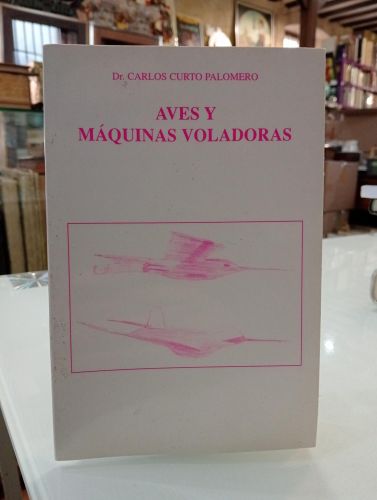 Dr. CARLOS CURTO PALOMERO
AVES Y
MÁQUINAS VOLADORAS